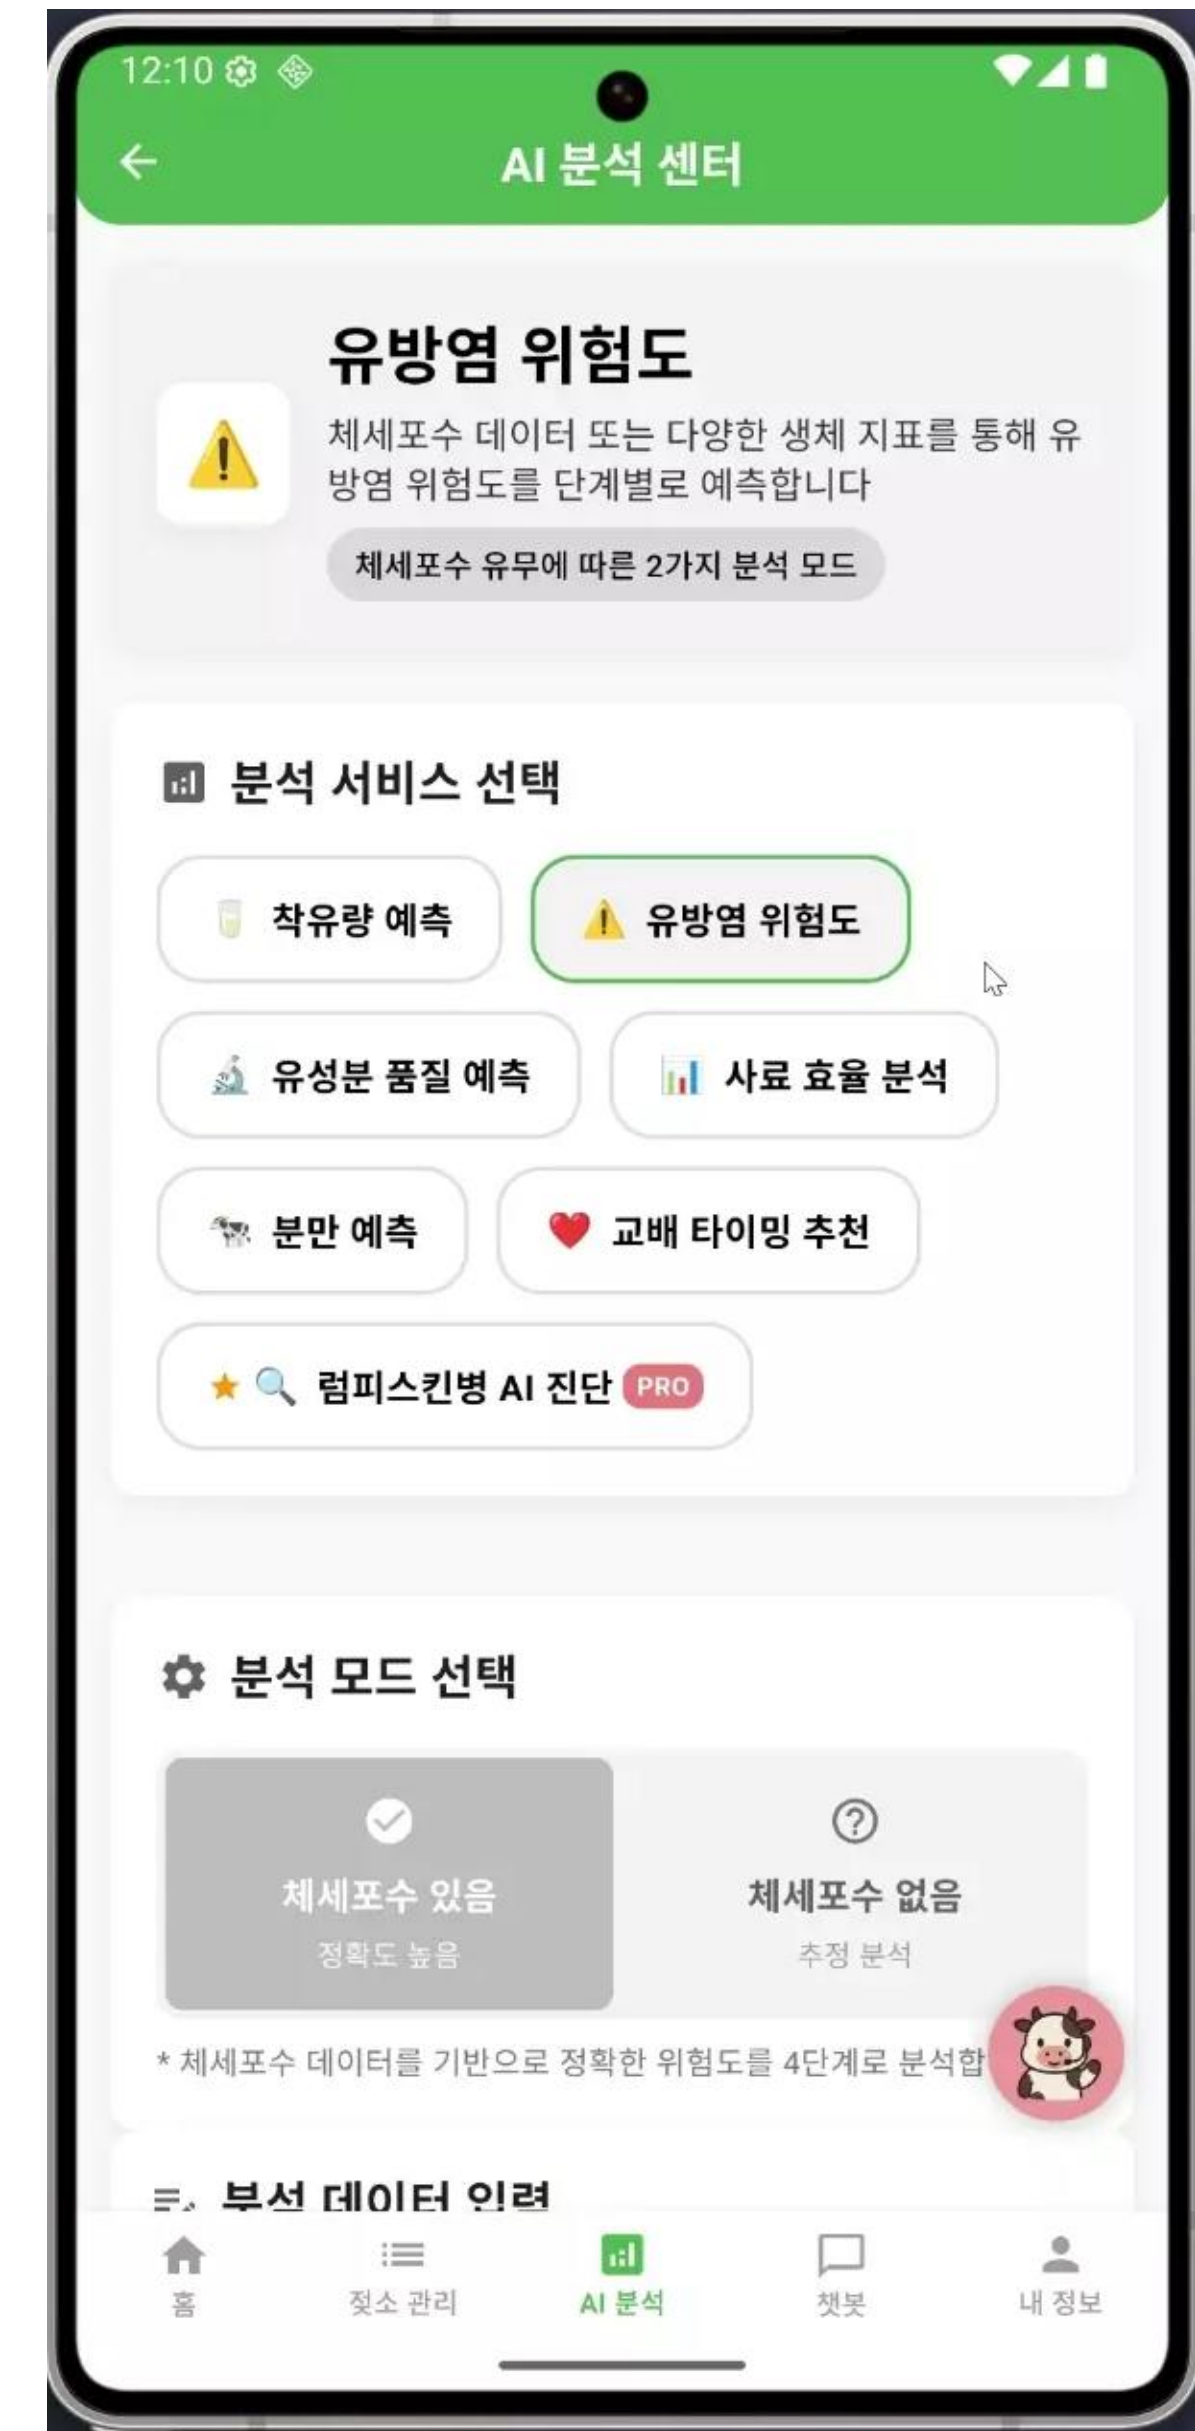 12:10
AI 분석 센터
유방염 위험도
체세포수 데이터 또는 다양한 생체 지표를 통해 유
방염 위험도를 단계별로 예측합니다
체세포수 유무에 따른 2가지 분석 모드
분석 서비스 선택
착유량 예측
유방염 위험도
유성분 품질 예측
사료 효율 분석
분만 예측
교배 타이밍 추천
럼피스킨병 AI 진단 PRO
분석 모드 선택
체세포수 있음
정확도 높음
체세포수 없음
추정 분석
* 체세포수 데이터를 기반으로 정확한 위험도를 4단계로 분석합
분석 데이터 입력
홈
젖소 관리
AI 분석
챗봇
내 정보